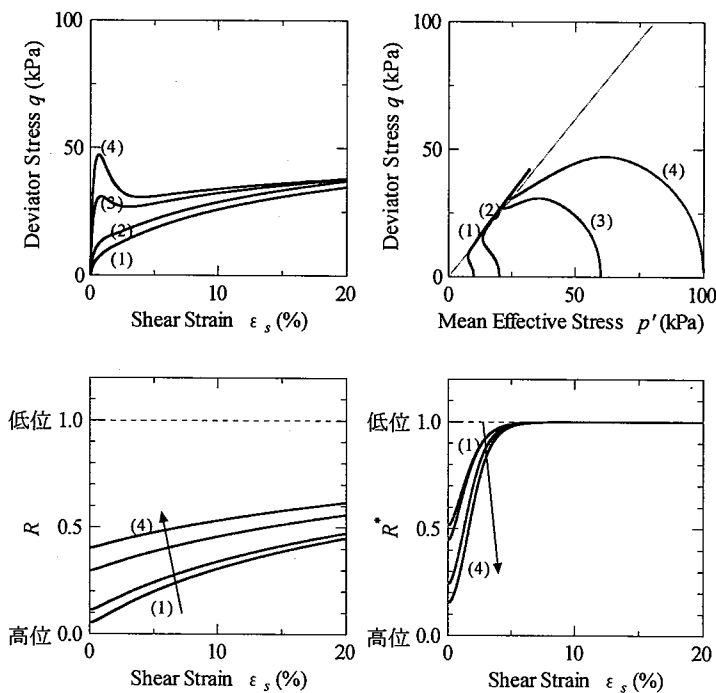 100
50
0
Deviator Stress q (kPa)
(4)
(3)
(2)
(1)
0
10
20
Shear Strain ε s (%)
100
50
0
Deviator Stress q (kPa)
(1)
(2)
(3)
(4)
0
50
100
Mean Effective Stress p' (kPa)
低位 1.0
0.5
高位 0.0
R
(4)
(1)
0
10
20
Shear Strain ε s (%)
低位 1.0
0.5
高位 0.0
R*
(1)
(4)
0
10
20
Shear Strain ε s (%)